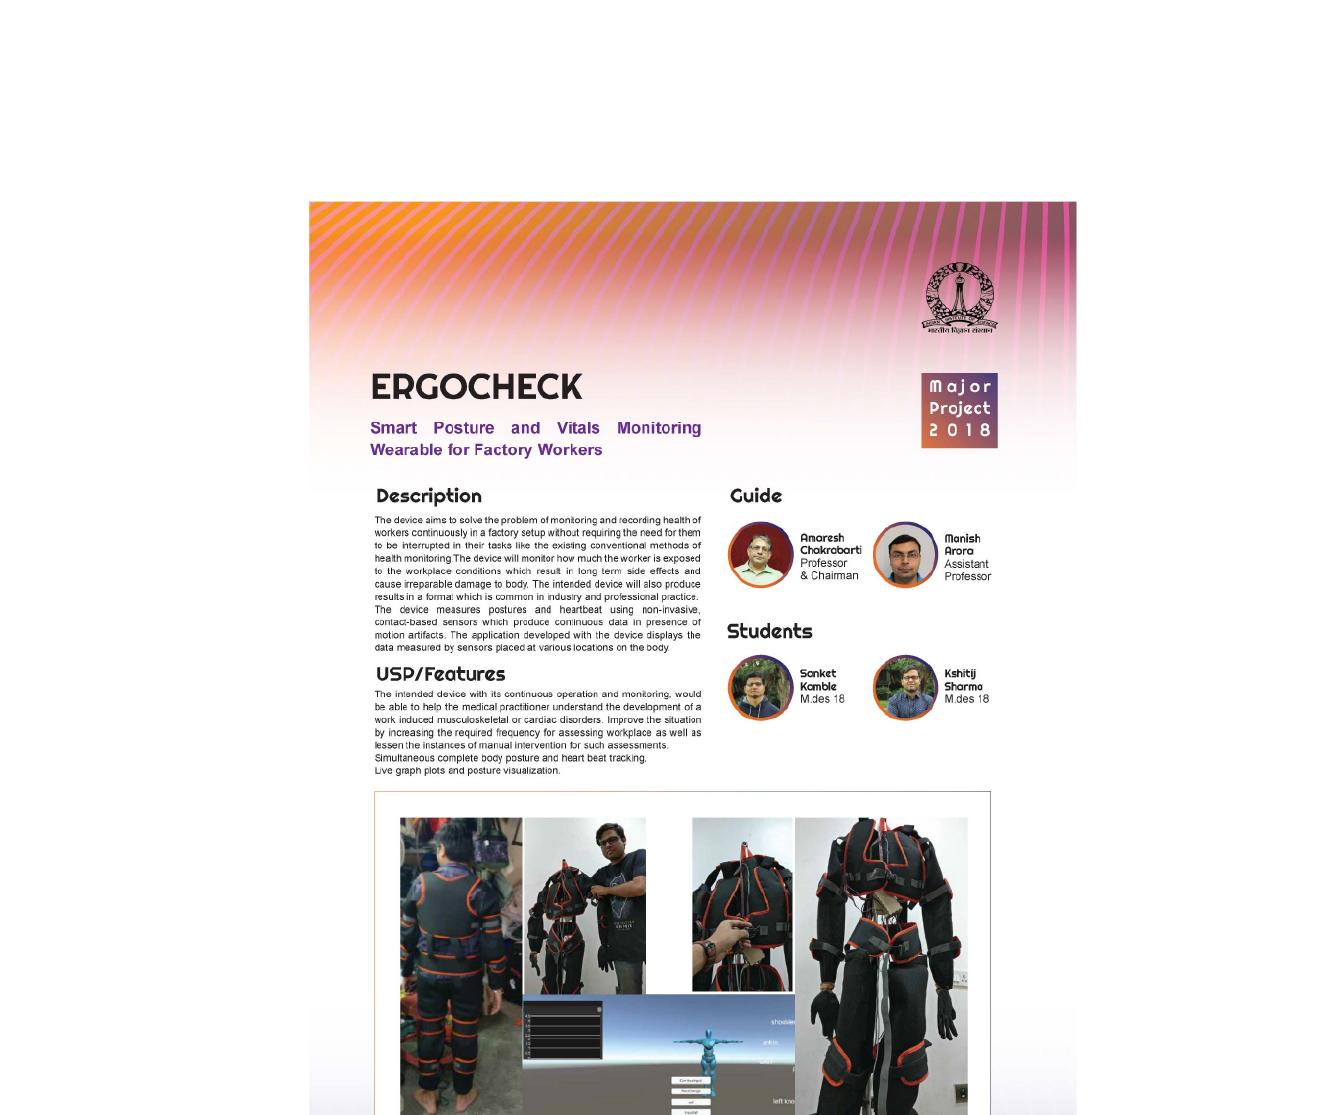 INDIAN INSTITUTE OF SCIENCE
भारतीय विज्ञान संस्थान
ERGOCHECK
Major
Project
2018
Smart Posture and Vitals Monitoring
Wearable for Factory Workers
Description
The device aims to solve the problem of monitoring and recording health of
workers continuously in a factory setup without requiring the need for them
to be interrupted in their tasks like the existing conventional methods of
health monitoring The device will monitor how much the worker is exposed
to the workplace conditions which result in long term side effects and
cause irreparable damage to body. The intended device will also produce
results in a format which is common in industry and professional practice.
The device measures postures and heartbeat using non-invasive,
contact-based sensors which produce continuous data in presence of
motion artifacts. The application developed with the device displays the
data measured by sensors placed at various locations on the body.
USP/Features
The intended device with its continuous operation and monitoring, would
be able to help the medical practitioner understand the development of a
work induced musculoskeletal or cardiac disorders. Improve the situation
by increasing the required frequency for assessing workplace as well as
lessen the instances of manual intervention for such assessments.
Simultaneous complete body posture and heart beat tracking.
Live graph plots and posture visualization.
Guide
Amaresh
Chakrabarti
Professor
& Chairman
Manish
Arora
Assistant
Professor
Students
Sanket
Kamble
M.des 18
Kshitij
Sharma
M.des 18
shoulder
ankle
left kne